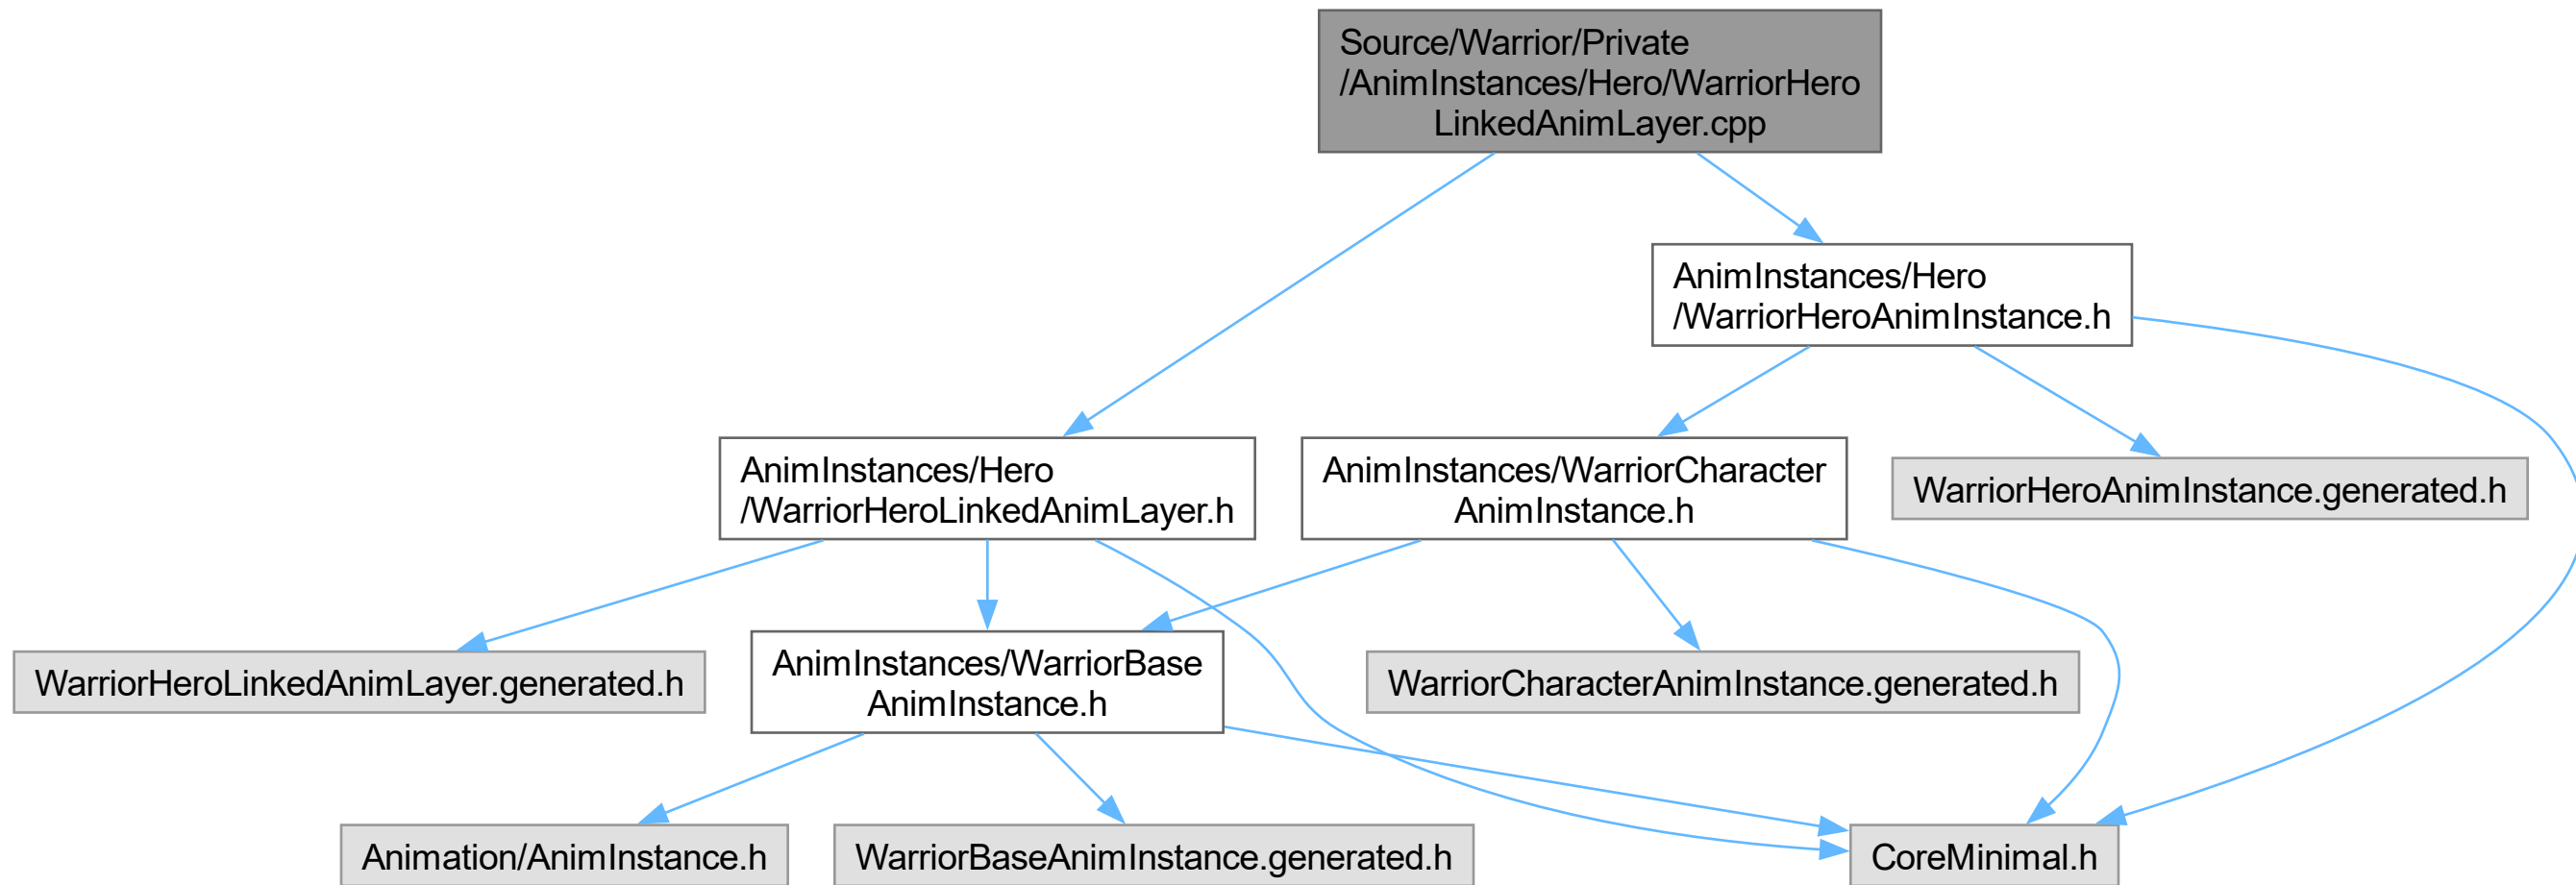 Source/Warrior/Private
/AnimInstances/Hero/WarriorHero
LinkedAnimLayer.cpp
AnimInstances/Hero
/WarriorHeroAnimInstance.h
AnimInstances/Hero
/WarriorHeroLinkedAnimLayer.h
AnimInstances/WarriorCharacter
AnimInstance.h
WarriorHeroAnimInstance.generated.h
WarriorHeroLinkedAnimLayer.generated.h
AnimInstances/WarriorBase
AnimInstance.h
WarriorCharacterAnimInstance.generated.h
Animation/AnimInstance.h
WarriorBaseAnimInstance.generated.h
CoreMinimal.h